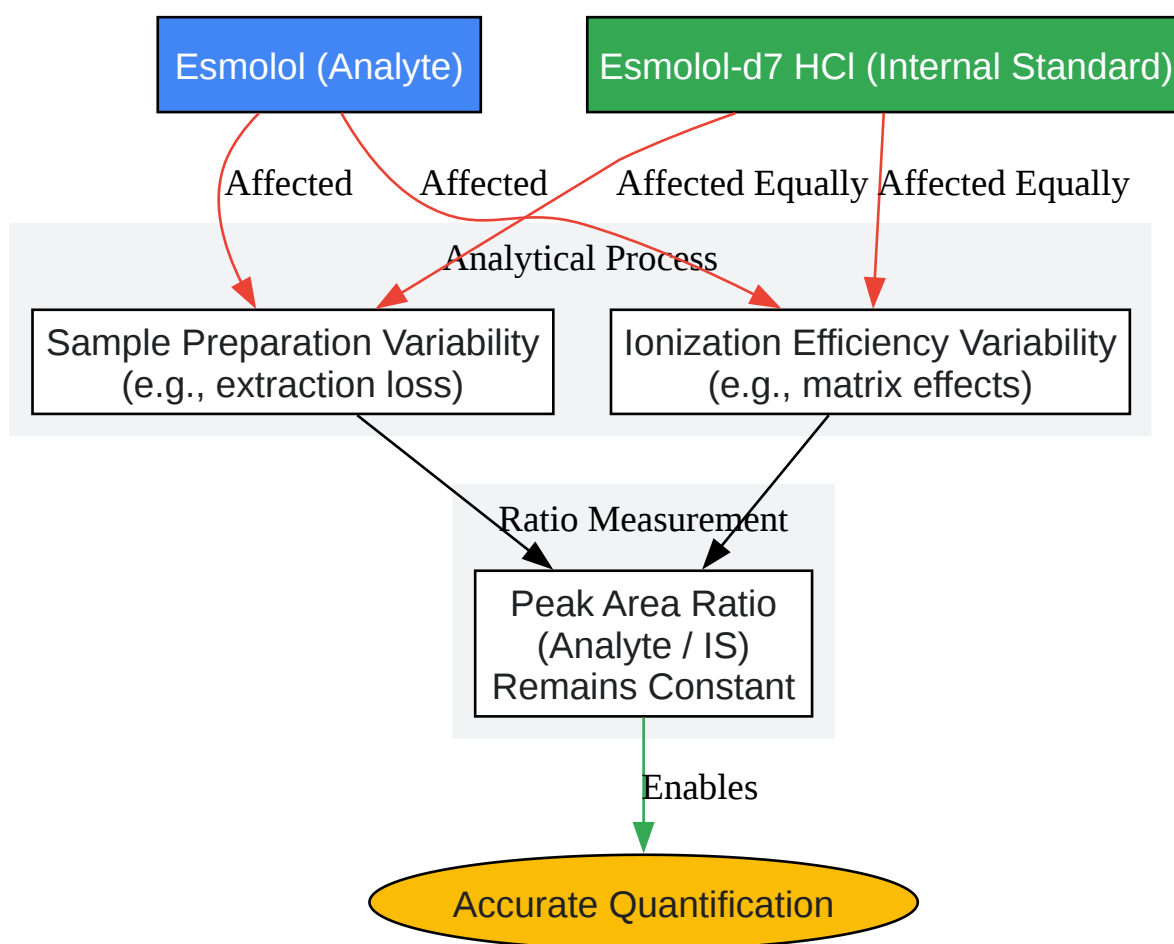 Esmolol (Analyte)
Esmolol-d7 HCl (Internal Standard)
Affected
Affected
Affected Equally
Affected Equally
Analytical Process
Sample Preparation Variability
(e.g., extraction loss)
Ionization Efficiency Variability
(e.g., matrix effects)
Ratio Measurement
Peak Area Ratio
(Analyte / IS)
Remains Constant
Enables
Accurate Quantification